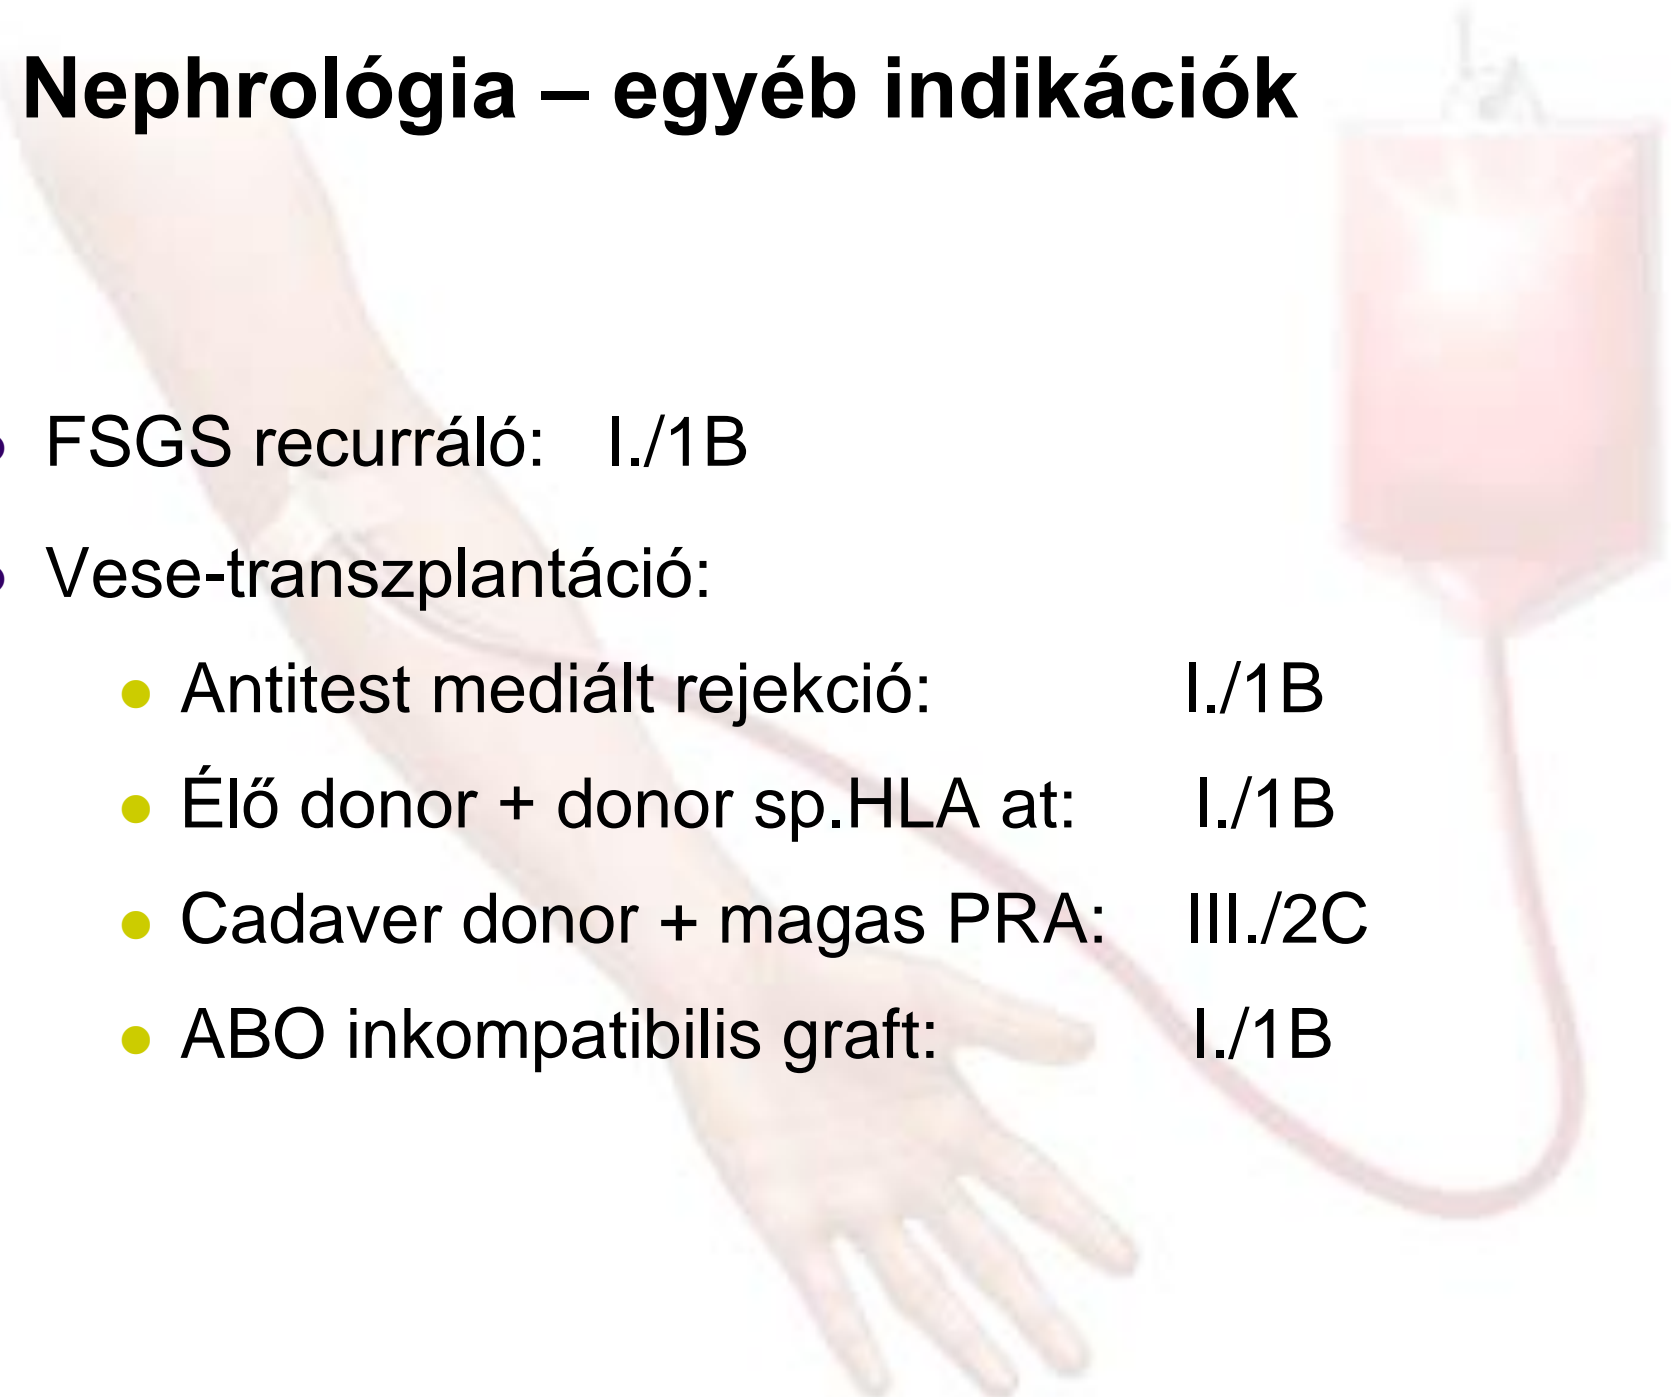 Nephrológia – egyéb indikációk
FSGS recurráló: I./1B
Vese-transzplantáció:
Antitest mediált rejekció: I./1B
Élő donor + donor sp.HLA at: I./1B
Cadaver donor + magas PRA: III./2C
ABO inkompatibilis graft: I./1B